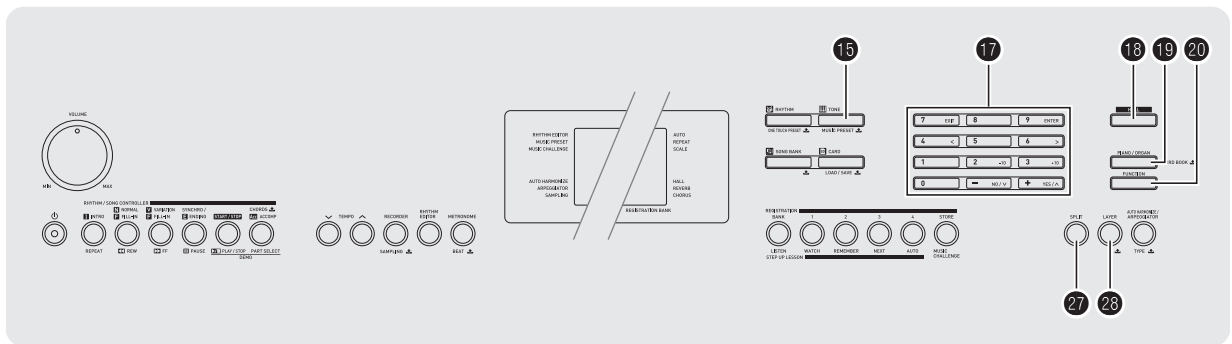 15
17
18
19
20
VOLUME
MIN
MAX
RHYTHM EDITOR
MUSIC PRESET
MUSIC CHALLENGE
AUTO HARMONIZE
ARPEGGIATOR
SAMPLING
AUTO
REPEAT
SCALE
HALL
REVERB
CHORUS
REGISTRATION BANK
RHYTHM
TONE
ONE TOUCH PRESET
MUSIC PRESET
SONG BANK
CARD
LOAD / SAVE
7 EXIT
8
9 ENTER
4 <
5
6 >
1
2 -10
3 +10
0
− NO / ∨
+ YES / ∧
PIANO / ORGAN
RD BOOK
FUNCTION
RHYTHM / SONG CONTROLLER
CHORDS
I INTRO
N NORMAL
F FILL-IN
V VARIATION
F FILL-IN
SYNCHRO /
E ENDING
START/STOP
ACCOMP
REPEAT
REW
FF
PAUSE
PLAY / STOP
PART SELECT
DEMO
∨ TEMPO ∧
RECORDER
SAMPLING
RHYTHM
EDITOR
METRONOME
BEAT
REGISTRATION
BANK
1
2
3
4
STORE
LISTEN
WATCH
REMEMBER
NEXT
AUTO
MUSIC
CHALLENGE
STEP UP LESSON
SPLIT
LAYER
AUTO HARMONIZE/
ARPEGGIATOR
TYPE
27
28